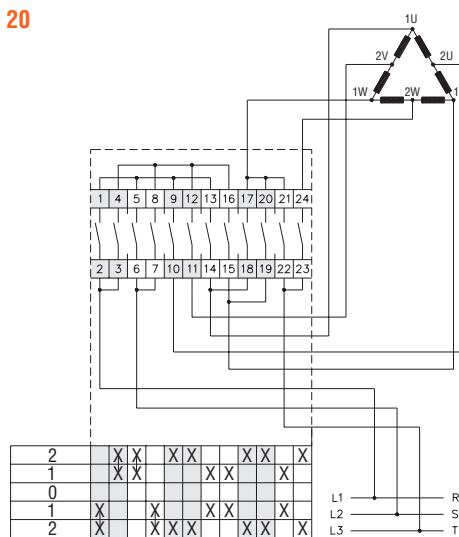 20
1U
2V 2U
1W 2W 1
1 4 5 8 9 12 13 16 17 20 21 24
2 3 6 7 10 11 14 15 18 19 22 23
2 X X X X X X X
1 X X X X X
0
1 X X X X X
2 X X X X X X X
L1 R
L2 S
L3 T